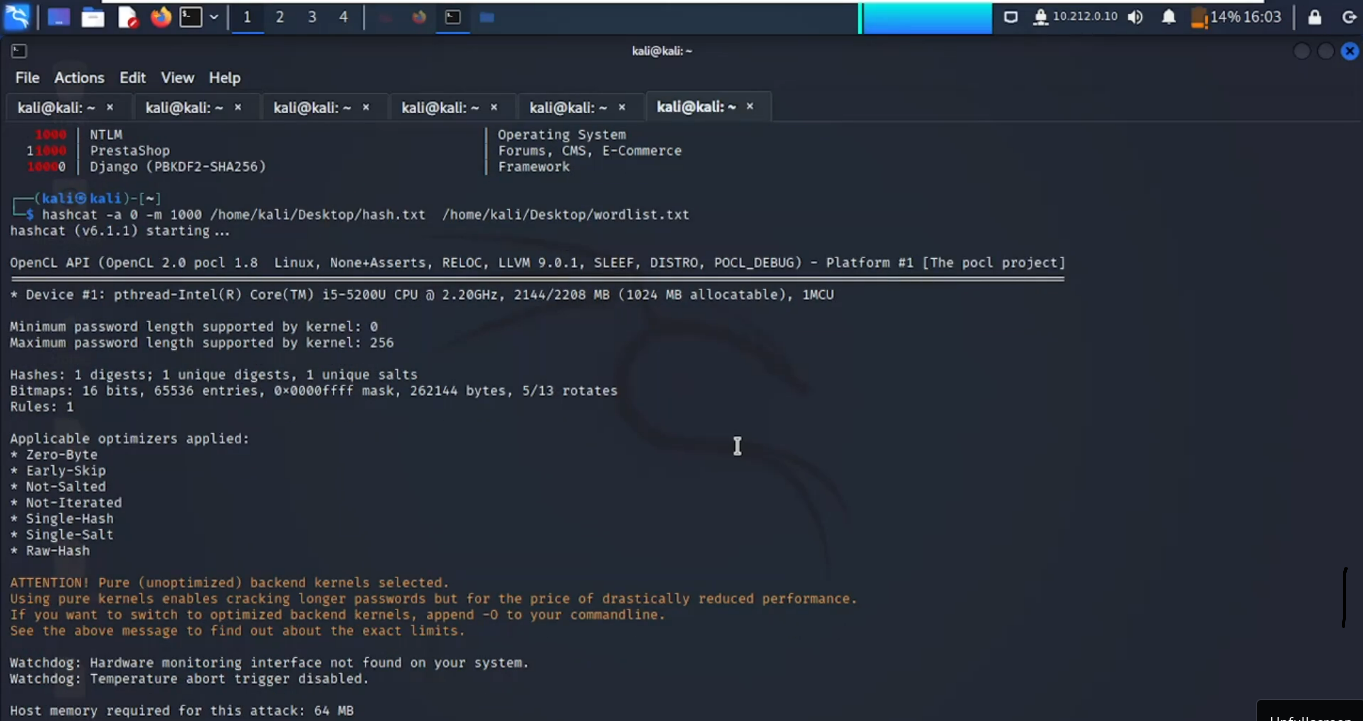 1 2 3 4 10.212.0.10 14% 16:03
kali@kali: ~
File Actions Edit View Help
kali@kali: ~ × kali@kali: ~ × kali@kali: ~ × kali@kali: ~ × kali@kali: ~ × kali@kali: ~ ×
1000 | NTLM | Operating System
11000 | PrestaShop | Forums, CMS, E-Commerce
10000 | Django (PBKDF2-SHA256) | Framework
┌──(kali㉿kali)-[~]
└─$ hashcat -a 0 -m 1000 /home/kali/Desktop/hash.txt  /home/kali/Desktop/wordlist.txt
hashcat (v6.1.1) starting...
OpenCL API (OpenCL 2.0 pocl 1.8  Linux, None+Asserts, RELOC, LLVM 9.0.1, SLEEF, DISTRO, POCL_DEBUG) - Platform #1 [The pocl project]
* Device #1: pthread-Intel(R) Core(TM) i5-5200U CPU @ 2.20GHz, 2144/2208 MB (1024 MB allocatable), 1MCU
Minimum password length supported by kernel: 0
Maximum password length supported by kernel: 256
Hashes: 1 digests; 1 unique digests, 1 unique salts
Bitmaps: 16 bits, 65536 entries, 0x0000ffff mask, 262144 bytes, 5/13 rotates
Rules: 1
Applicable optimizers applied:
* Zero-Byte
* Early-Skip
* Not-Salted
* Not-Iterated
* Single-Hash
* Single-Salt
* Raw-Hash
ATTENTION! Pure (unoptimized) backend kernels selected.
Using pure kernels enables cracking longer passwords but for the price of drastically reduced performance.
If you want to switch to optimized backend kernels, append -O to your commandline.
See the above message to find out about the exact limits.
Watchdog: Hardware monitoring interface not found on your system.
Watchdog: Temperature abort trigger disabled.
Host memory required for this attack: 64 MB